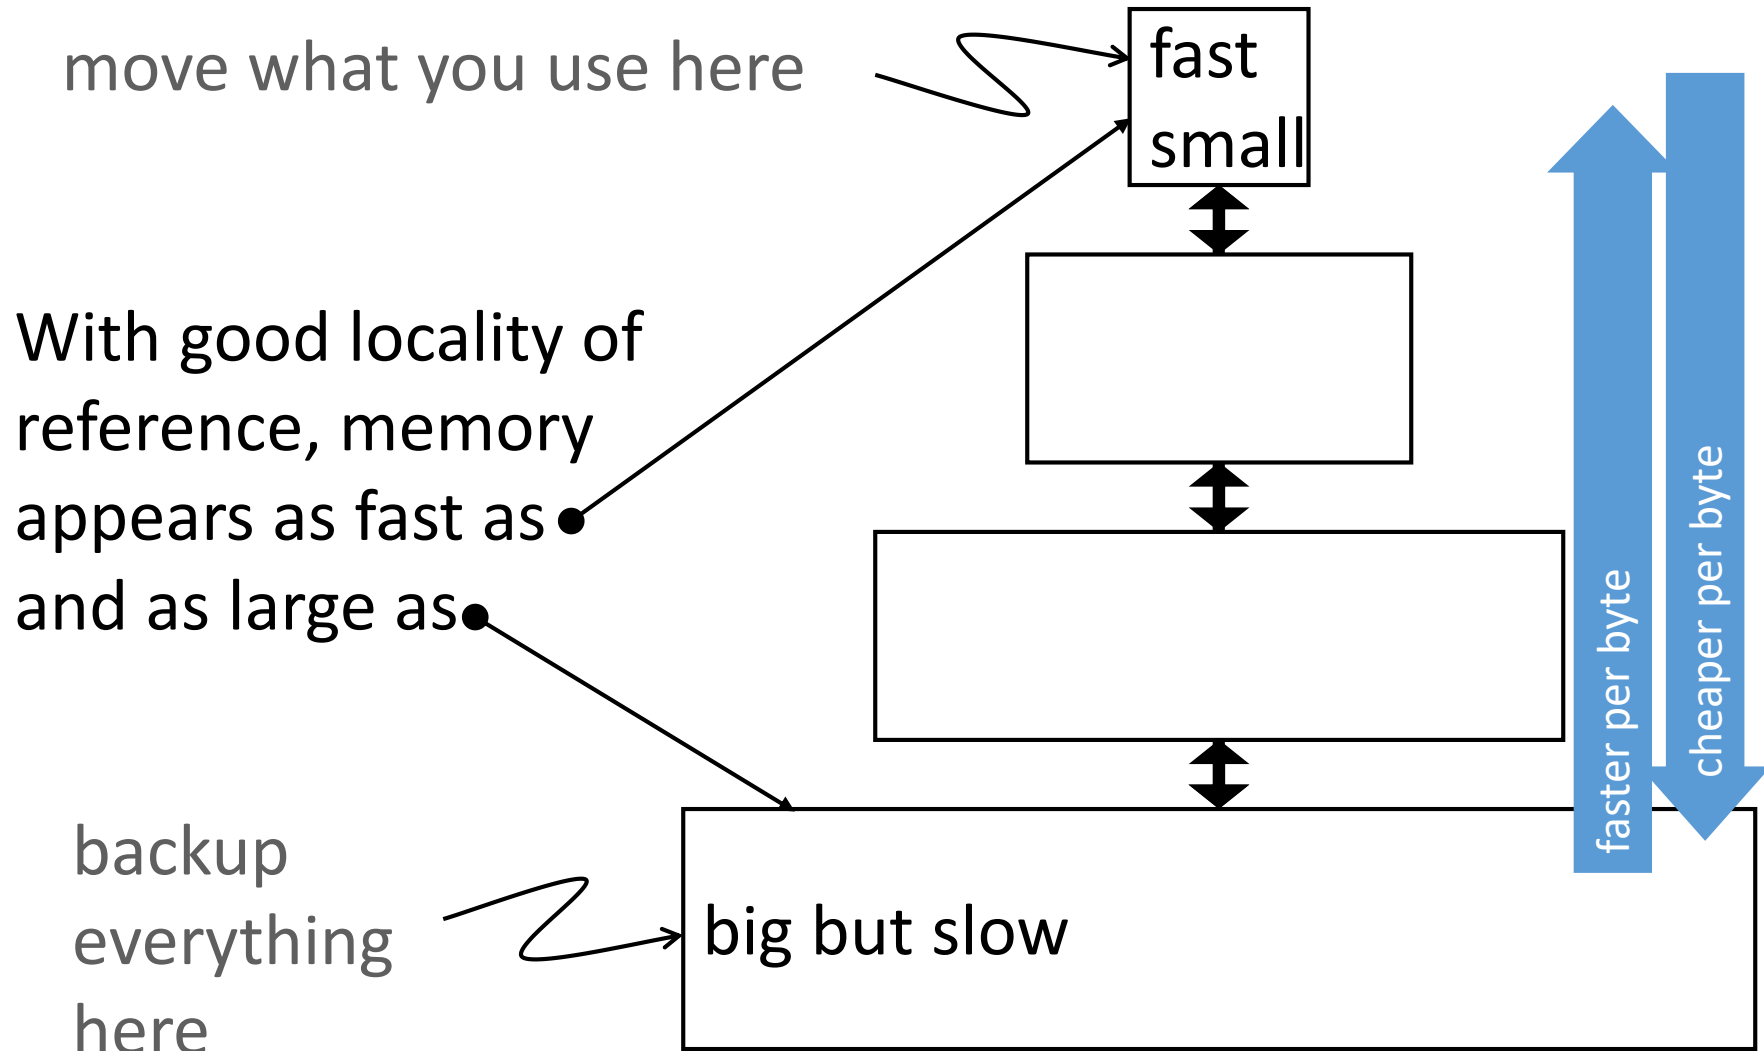 move what you use here
fast
small
With good locality of
reference, memory
appears as fast as
and as large as
faster per byte
cheaper per byte
backup
everything
here
big but slow